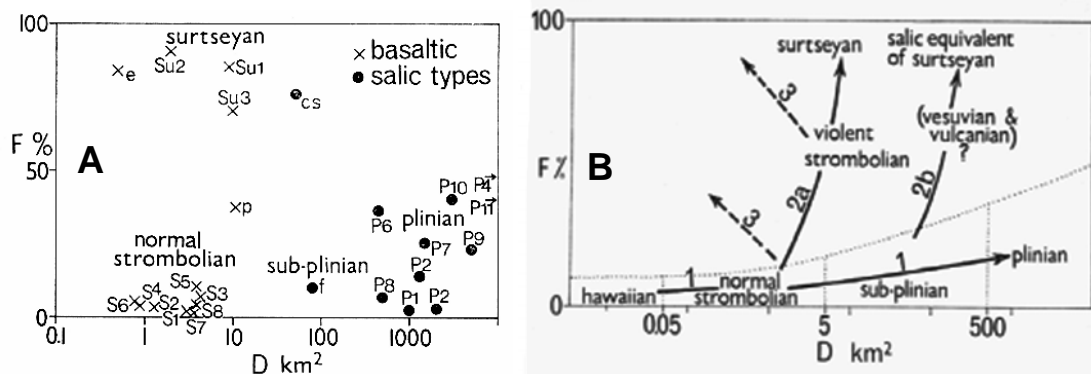 100
surtseyan
× basaltic
● salic types
Su2
Su1
e
Su3
cs
F %
A
50
P10
P4
P11
p
P6
plinian
P7
P9
normal
strombolian
sub-plinian
P2
S5
f
P8
S4
S3
S6
S2
P1
P2
S1
S8
S7
0
0.1
1
10
100
1000
D km²
100
surtseyan
salic equivalent
of surtseyan
3
(vesuvian &
vulcanian)
?
violent
strombolian
F %
B
2a
2b
3
1
1
plinian
hawaiian
normal
strombolian
sub-plinian
0
0.05
5
500
D km²